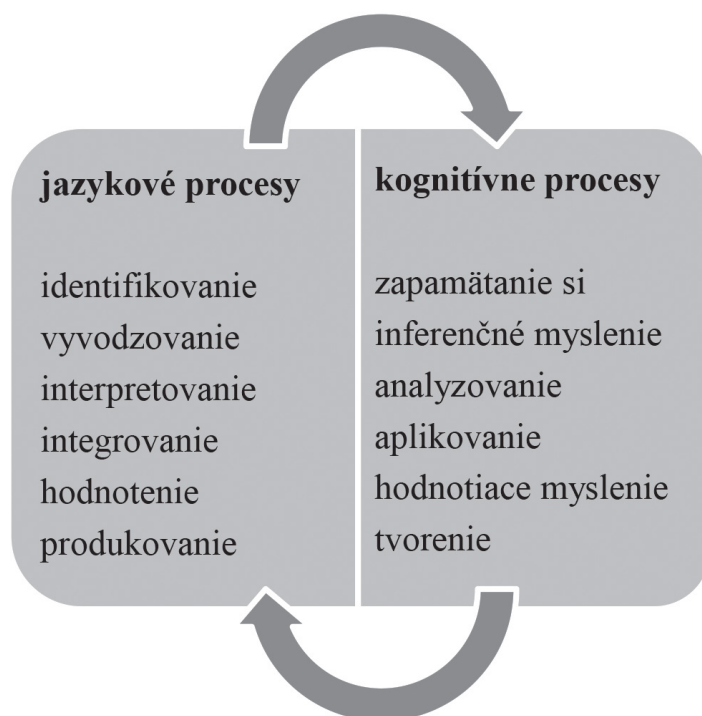 jazykové procesy
identifikovanie
vyvodzovanie
interpretovanie
integrovanie
hodnotenie
produkovanie
kognitívne procesy
zapamätanie si
inferenčné myslenie
analyzovanie
aplikovanie
hodnotiace myslenie
tvorenie